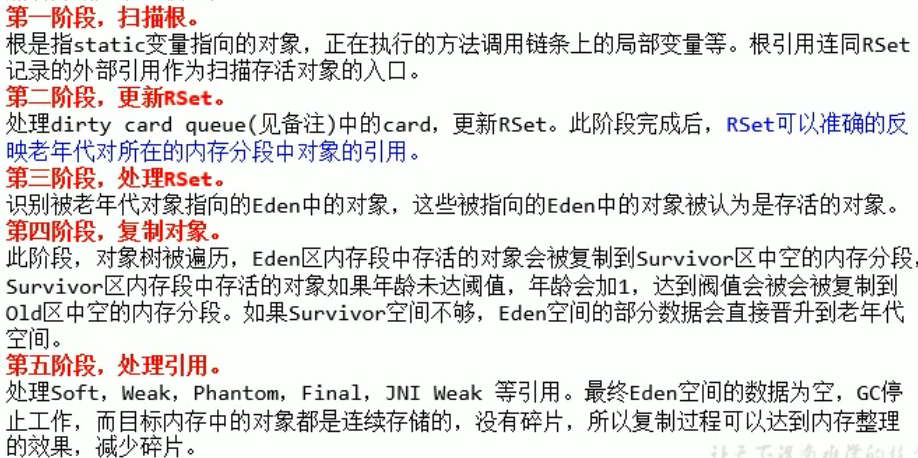 第一阶段，扫描根。
根是指static变量指向的对象，正在执行的方法调用链条上的局部变量等。根引用连同RSet
记录的外部引用作为扫描存活对象的入口。
第二阶段，更新RSet。
处理dirty card queue(见备注)中的card，更新RSet。此阶段完成后，RSet可以准确的反
映老年代对所在的内存分段中对象的引用。
第三阶段，处理RSet。
识别被老年代对象指向的Eden中的对象，这些被指向的Eden中的对象被认为是存活的对象。
第四阶段，复制对象。
此阶段，对象树被遍历，Eden区内存段中存活的对象会被复制到Survivor区中空的内存分段，
Survivor区内存段中存活的对象如果年龄未达阈值，年龄会加1，达到阀值会被会被复制到
Old区中空的内存分段。如果Survivor空间不够，Eden空间的部分数据会直接晋升到老年代
空间。
第五阶段，处理引用。
处理Soft，Weak，Phantom，Final，JNI Weak 等引用。最终Eden空间的数据为空，GC停
止工作，而目标内存中的对象都是连续存储的，没有碎片，所以复制过程可以达到内存整理
的效果，减少碎片。